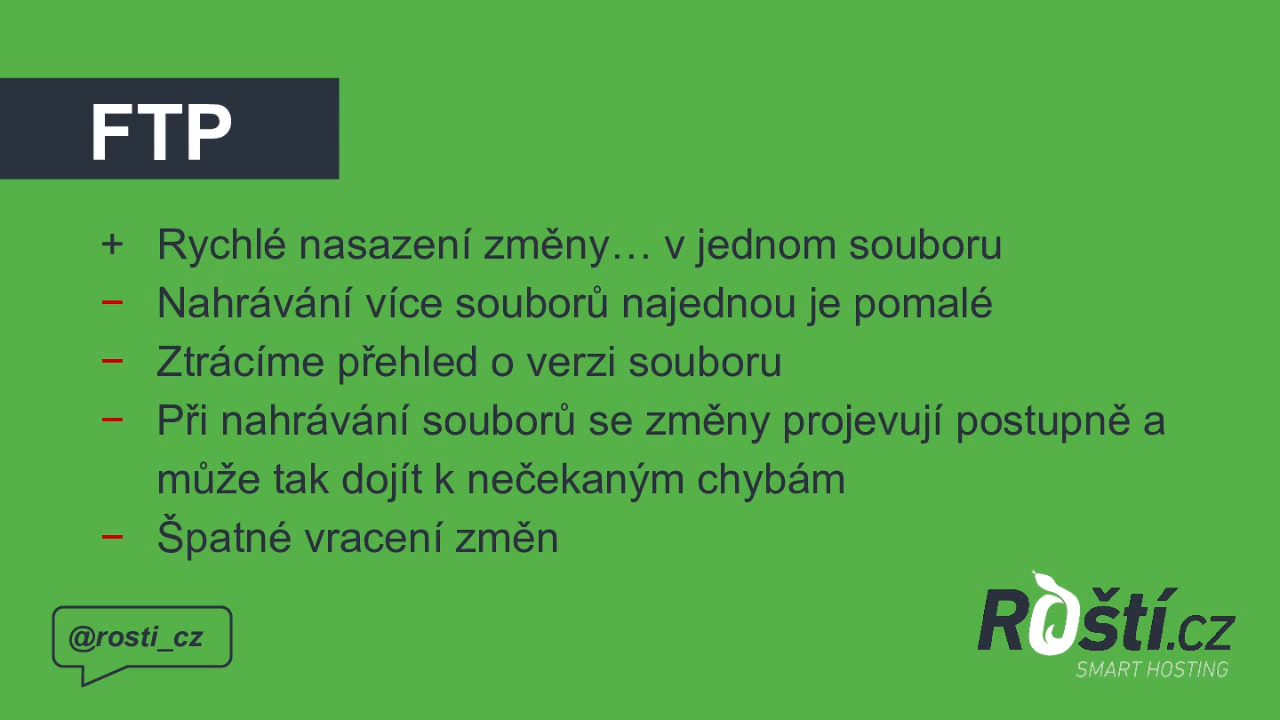 FTP
+ Rychlé nasazení změny… v jednom souboru
− Nahrávání více souborů najednou je pomalé
− Ztrácíme přehled o verzi souboru
− Při nahrávání souborů se změny projevují postupně a
může tak dojít k nečekaným chybám
− Špatné vracení změn
@rosti_cz
Roští.cz
SMART HOSTING